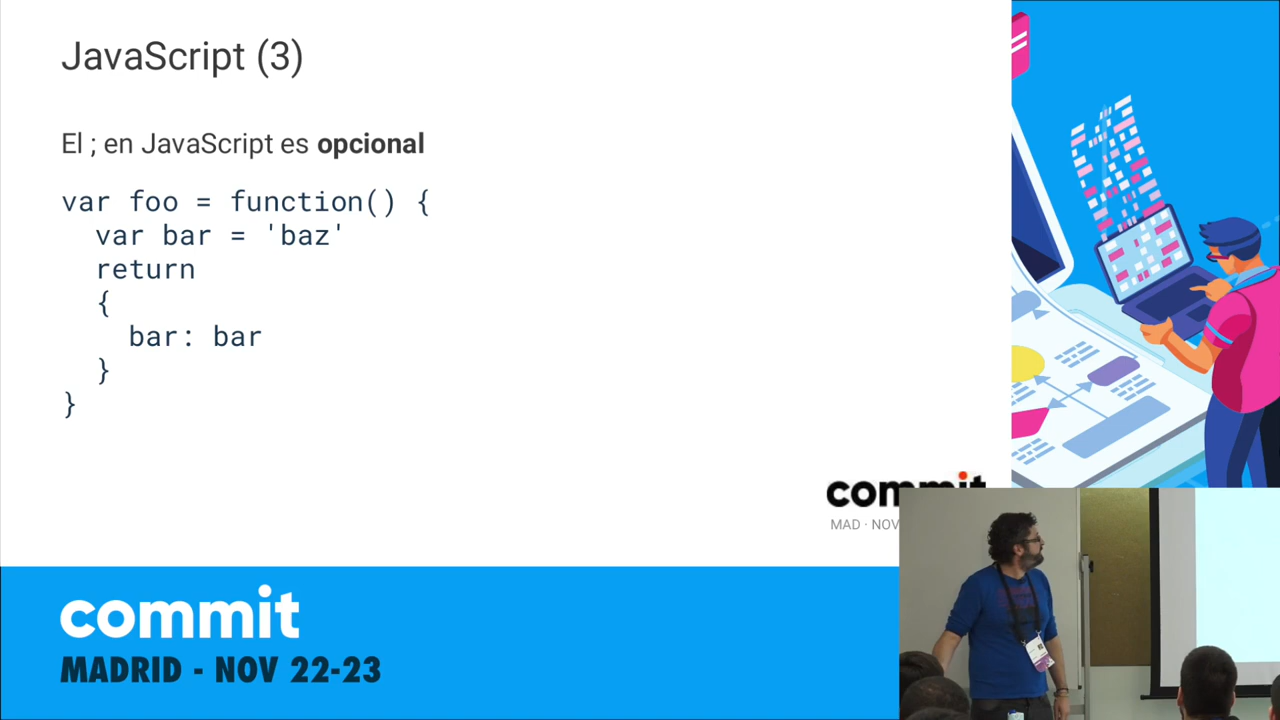 JavaScript (3)
El ; en JavaScript es opcional
var foo = function() {
  var bar = 'baz'
  return
  {
    bar: bar
  }
}
commit
MAD · NOV
commit
MADRID - NOV 22-23